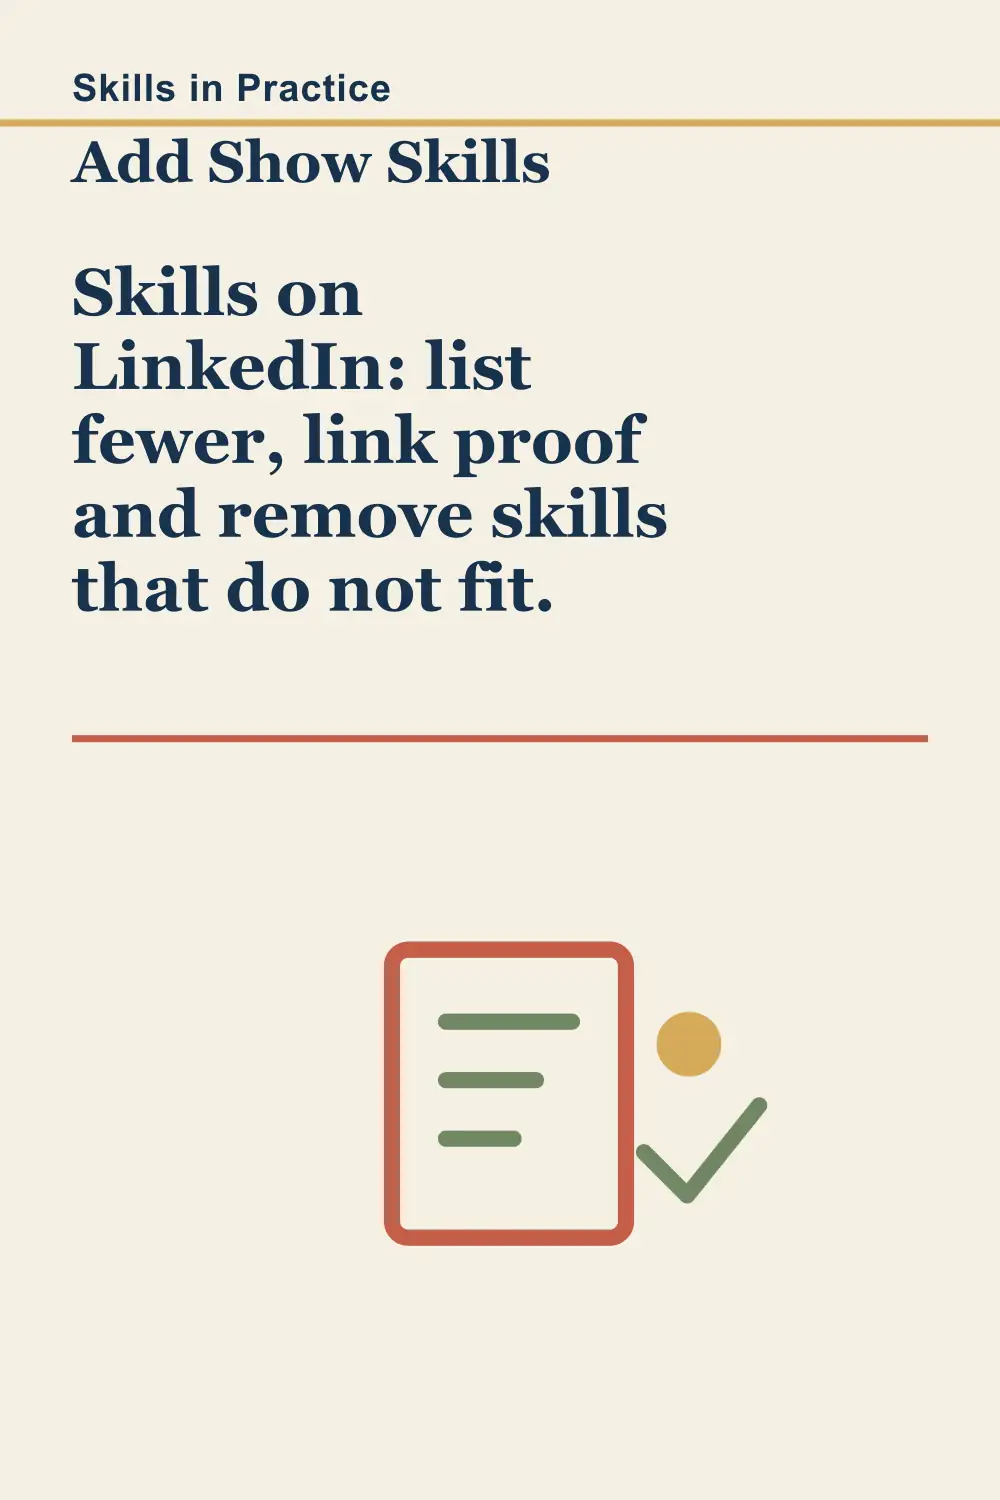 Skills in Practice
Add Show Skills
Skills on
LinkedIn: list
fewer, link proof
and remove skills
that do not fit.